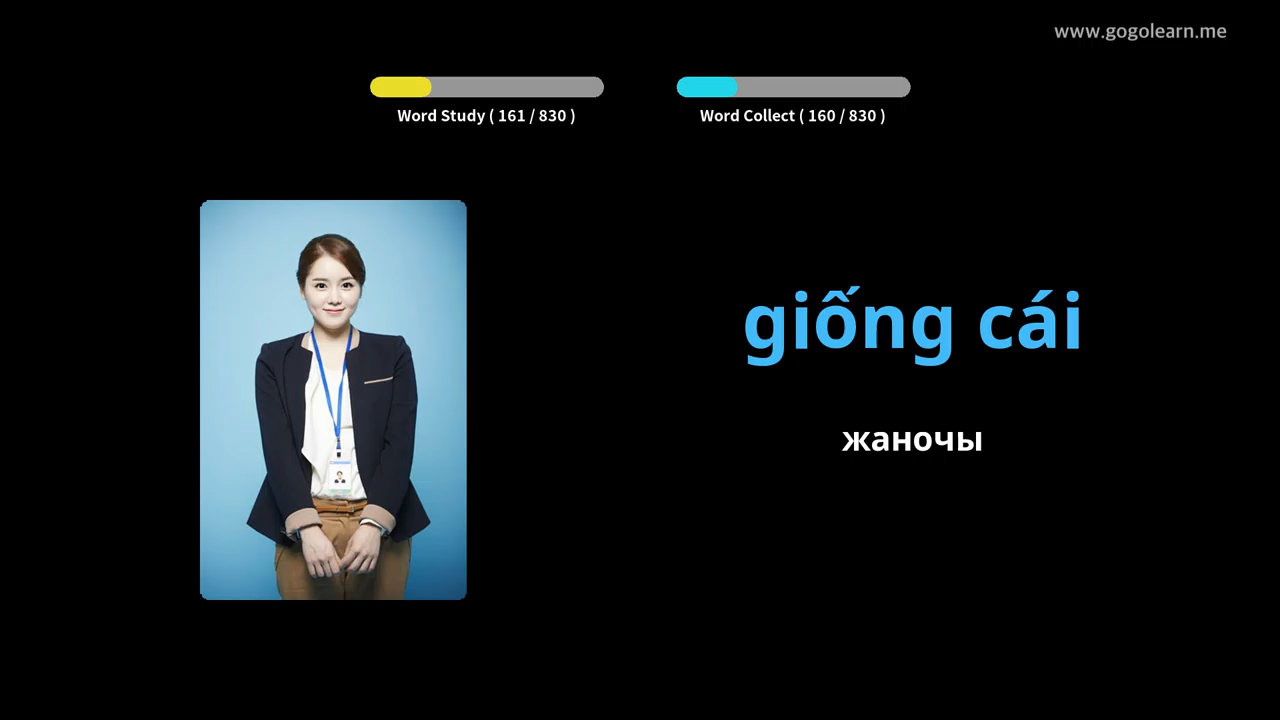 www.gogolearn.me
Word Study ( 161 / 830 )
Word Collect ( 160 / 830 )
giống cái
жаночы